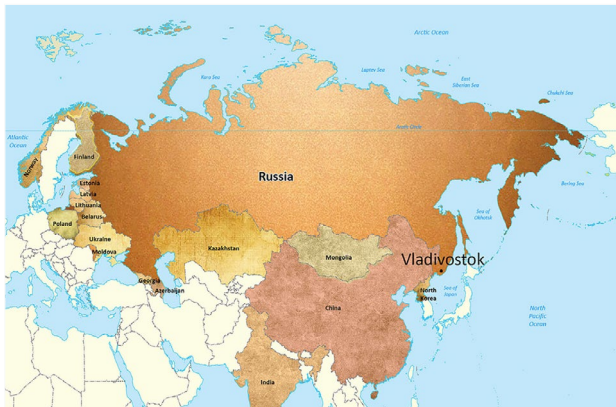 Arctic Ocean
Kara Sea
Laptev Sea
East
Siberian Sea
Chukchi Sea
Arctic Circle
Atlantic
Ocean
Norway
Finland
Russia
Bering Sea
Estonia
Latvia
Lithuania
Belarus
Poland
Ukraine
Moldova
Sea of
Okhotsk
Kazakhstan
Mongolia
Vladivostok
Georgia
Azerbaijan
North
Korea
Sea of
Japan
China
North
Pacific
Ocean
India